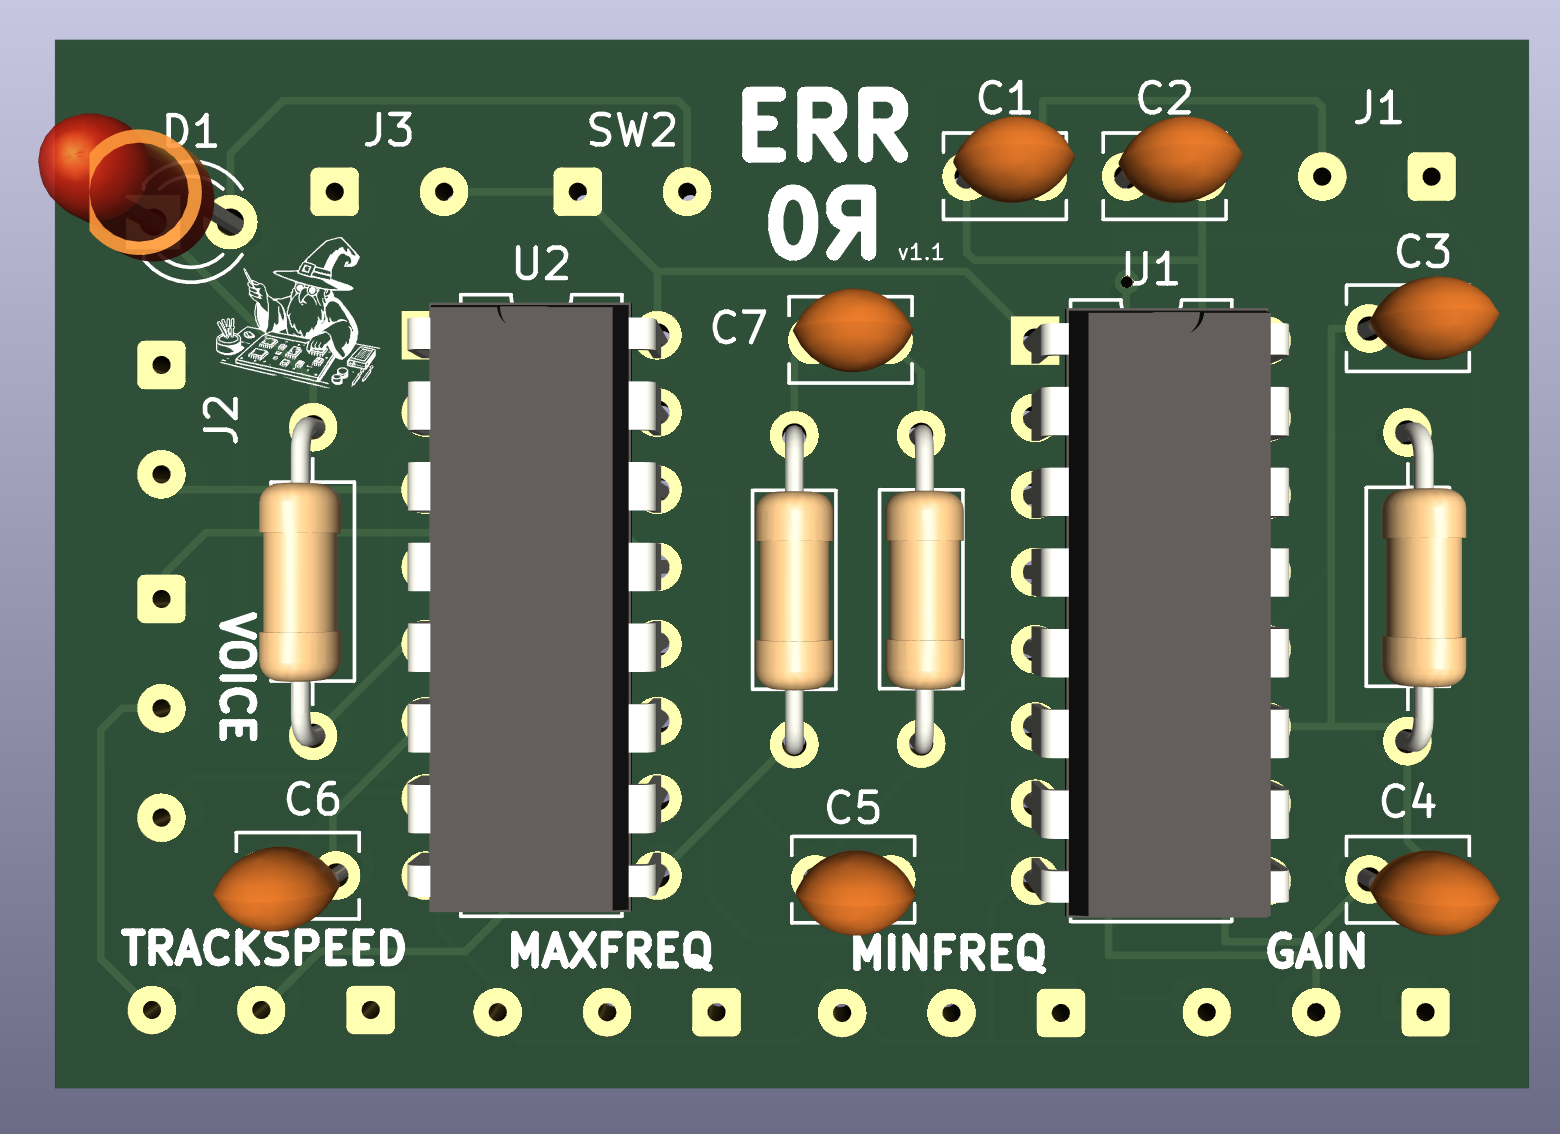 D1
J3
SW2
ERR
OЯ
v1.1
C1
C2
J1
U2
C7
U1
C3
J2
VOICE
C6
C5
C4
TRACKSPEED
MAXFREQ
MINFREQ
GAIN